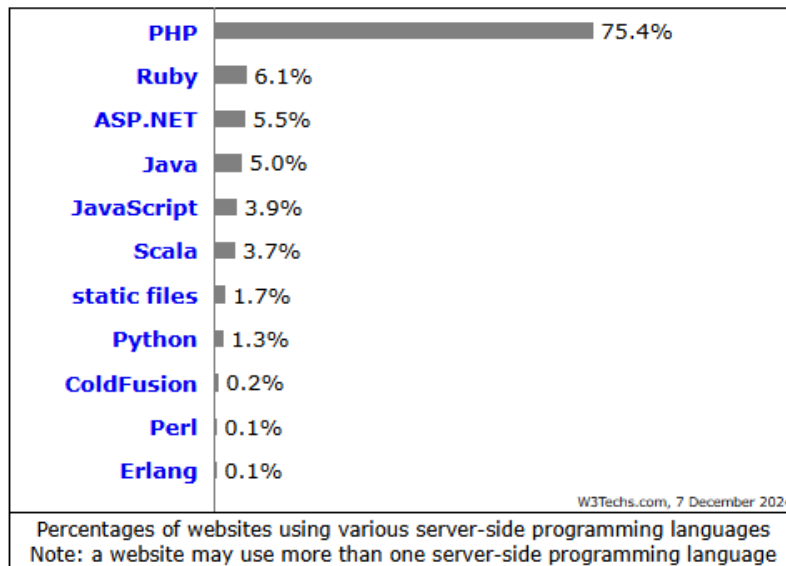 PHP 75.4%
Ruby 6.1%
ASP.NET 5.5%
Java 5.0%
JavaScript 3.9%
Scala 3.7%
static files 1.7%
Python 1.3%
ColdFusion 0.2%
Perl 0.1%
Erlang 0.1%
W3Techs.com, 7 December
Percentages of websites using various server-side programming languages
Note: a website may use more than one server-side programming language